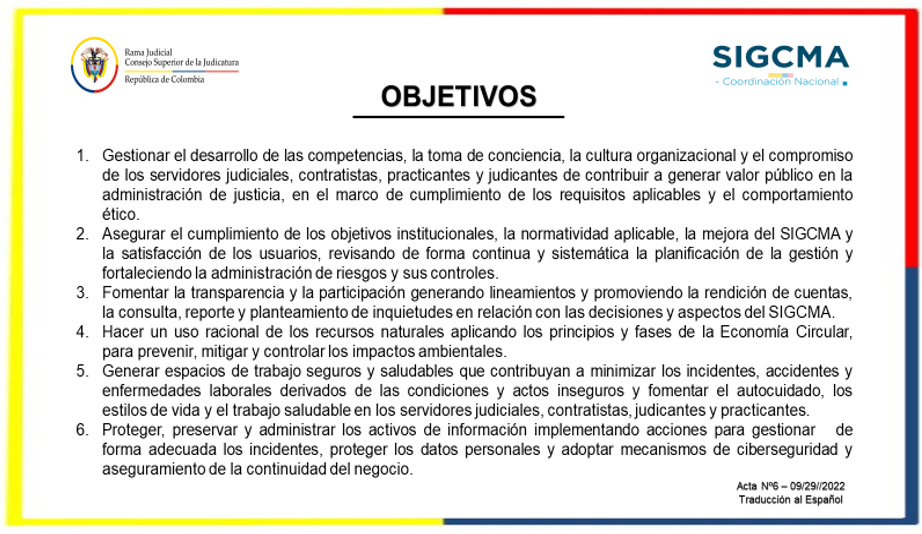 Rama Judicial
Consejo Superior de la Judicatura
República de Colombia
SIGCMA
- Coordinación Nacional
OBJETIVOS
1. Gestionar el desarrollo de las competencias, la toma de conciencia, la cultura organizacional y el compromiso
de los servidores judiciales, contratistas, practicantes y judicantes de contribuir a generar valor público en la
administración de justicia, en el marco de cumplimiento de los requisitos aplicables y el comportamiento
ético.
2. Asegurar el cumplimiento de los objetivos institucionales, la normatividad aplicable, la mejora del SIGCMA y
la satisfacción de los usuarios, revisando de forma continua y sistemática la planificación de la gestión y
fortaleciendo la administración de riesgos y sus controles.
3. Fomentar la transparencia y la participación generando lineamientos y promoviendo la rendición de cuentas,
la consulta, reporte y planteamiento de inquietudes en relación con las decisiones y aspectos del SIGCMA.
4. Hacer un uso racional de los recursos naturales aplicando los principios y fases de la Economía Circular,
para prevenir, mitigar y controlar los impactos ambientales.
5. Generar espacios de trabajo seguros y saludables que contribuyan a minimizar los incidentes, accidentes y
enfermedades laborales derivados de las condiciones y actos inseguros y fomentar el autocuidado, los
estilos de vida y el trabajo saludable en los servidores judiciales, contratistas, judicantes y practicantes.
6. Proteger, preservar y administrar los activos de información implementando acciones para gestionar de
forma adecuada los incidentes, proteger los datos personales y adoptar mecanismos de ciberseguridad y
aseguramiento de la continuidad del negocio.
Acta Nº6 – 09/29//2022
Traducción al Español